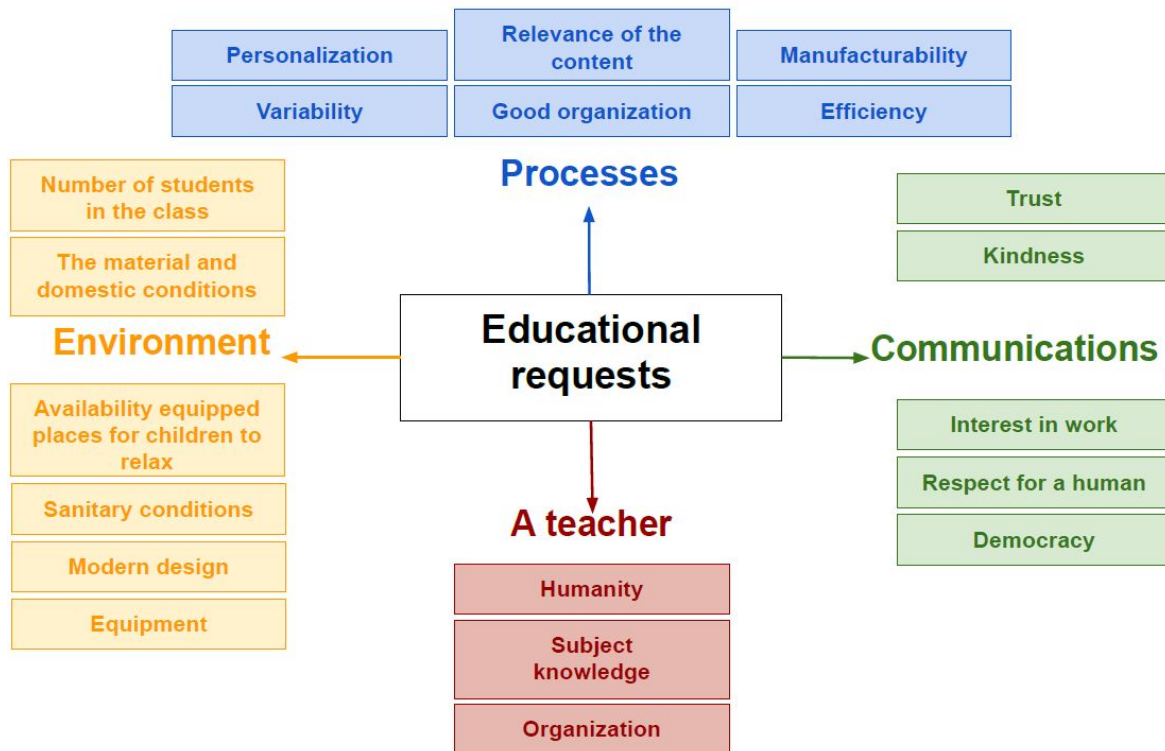 Personalization
Relevance of the
content
Manufacturability
Variability
Good organization
Efficiency
Processes
Number of students
in the class
The material and
domestic conditions
Environment
Availability equipped
places for children to
relax
Sanitary conditions
Modern design
Equipment
Educational
requests
Trust
Kindness
Communications
Interest in work
Respect for a human
Democracy
A teacher
Humanity
Subject
knowledge
Organization